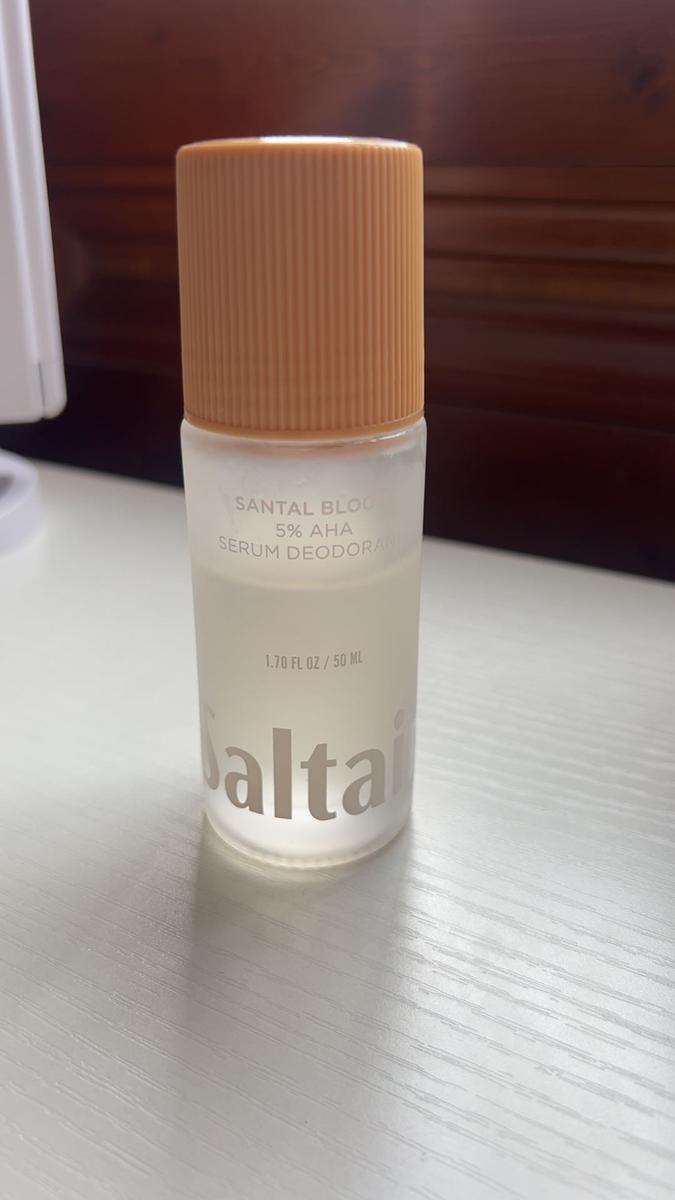 SANTAL BLOO
5% AHA
SERUM DEODORAN
1.70 FL OZ / 50 ML
Saltai